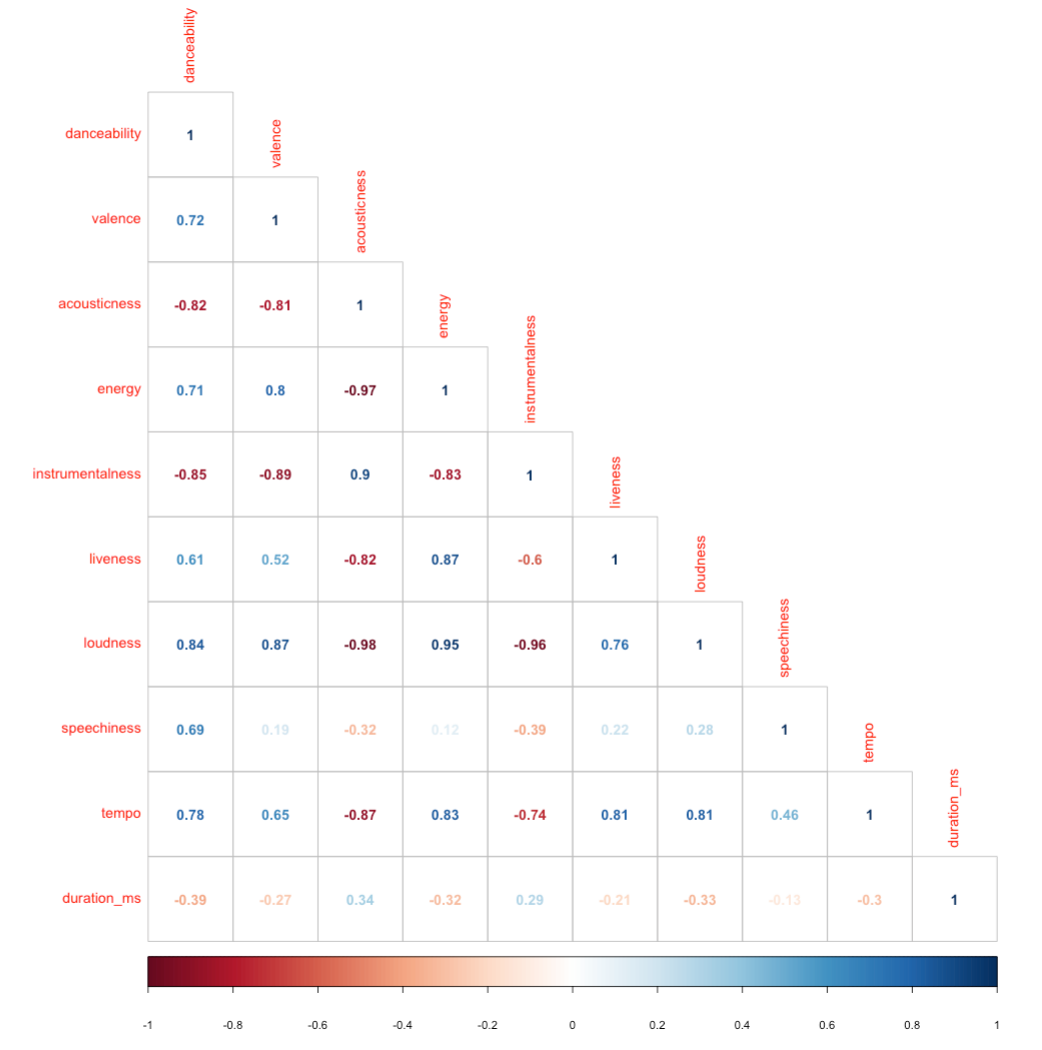 danceability
danceability 1 valence
valence 0.72 1 acousticness
acousticness -0.82 -0.81 1 energy
energy 0.71 0.8 -0.97 1 instrumentalness
instrumentalness -0.85 -0.89 0.9 -0.83 1 liveness
liveness 0.61 0.52 -0.82 0.87 -0.6 1 loudness
loudness 0.84 0.87 -0.98 0.95 -0.96 0.76 1 speechiness
speechiness 0.69 0.19 -0.32 0.12 -0.39 0.22 0.28 1 tempo
tempo 0.78 0.65 -0.87 0.83 -0.74 0.81 0.81 0.46 1 duration_ms
duration_ms -0.39 -0.27 0.34 -0.32 0.29 -0.21 -0.33 -0.13 -0.3 1
-1 -0.8 -0.6 -0.4 -0.2 0 0.2 0.4 0.6 0.8 1